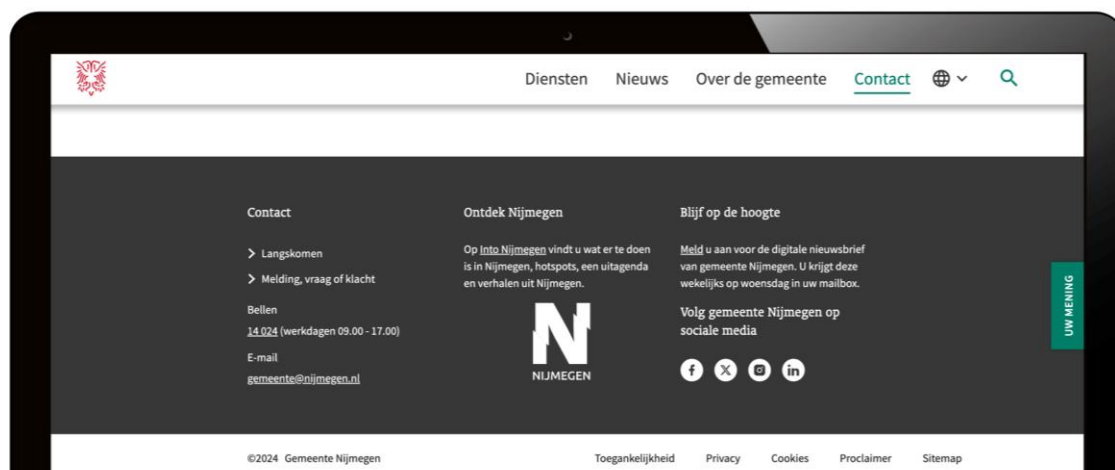 Diensten Nieuws Over de gemeente Contact
Contact
Langskomen
Melding, vraag of klacht
Bellen
14 024 (werkdagen 09.00 - 17.00)
E-mail
gemeente@nijmegen.nl
Ontdek Nijmegen
Op Into Nijmegen vindt u wat er te doen
is in Nijmegen, hotspots, een uitagenda
en verhalen uit Nijmegen.
N
NIJMEGEN
Blijf op de hoogte
Meld u aan voor de digitale nieuwsbrief
van gemeente Nijmegen. U krijgt deze
wekelijks op woensdag in uw mailbox.
Volg gemeente Nijmegen op
sociale media
UW MENING
©2024 Gemeente Nijmegen
Toegankelijkheid Privacy Cookies Proclaimer Sitemap